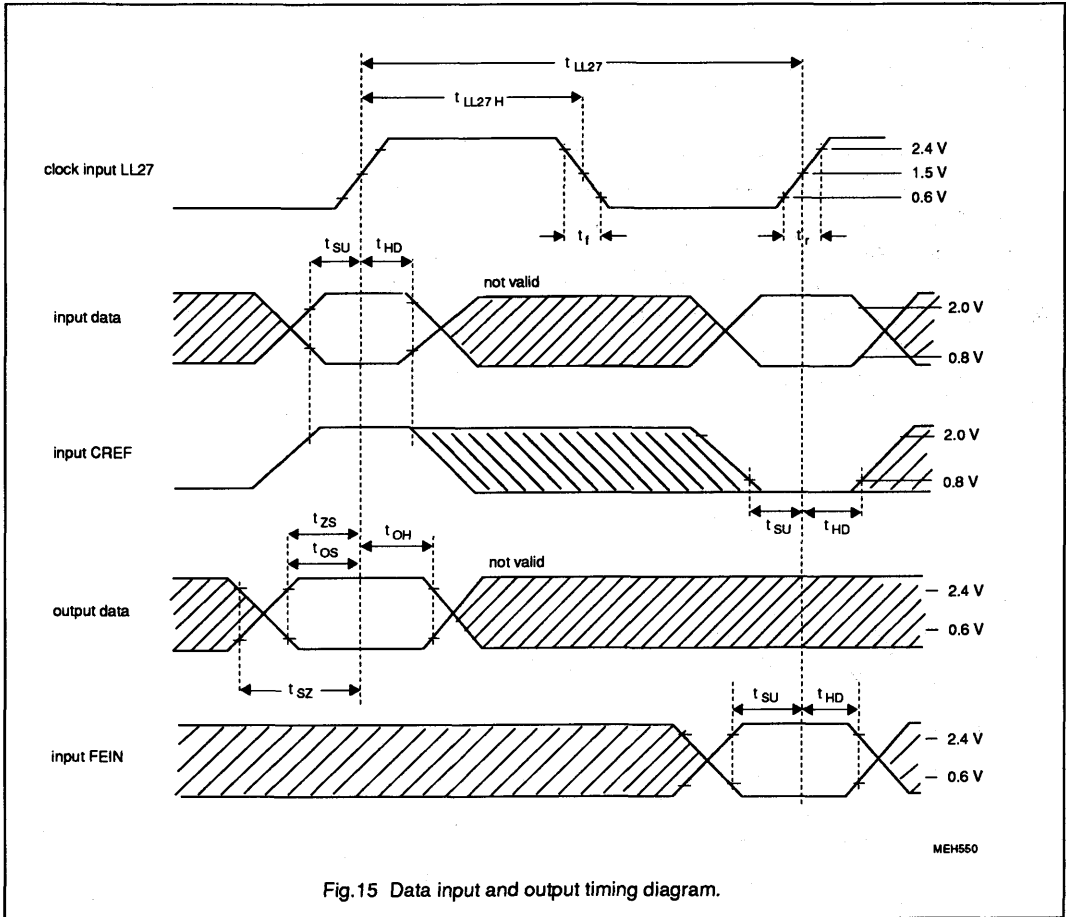 t LL27
t LL27 H
clock input LL27
2.4 V
1.5 V
0.6 V
t f
t r
t SU
t HD
not valid
input data
2.0 V
0.8 V
input CREF
2.0 V
0.8 V
t SU
t HD
t ZS
t OS
t OH
not valid
output data
2.4 V
0.6 V
t SZ
t SU
t HD
input FEIN
2.4 V
0.6 V
MEH550
Fig.15 Data input and output timing diagram.